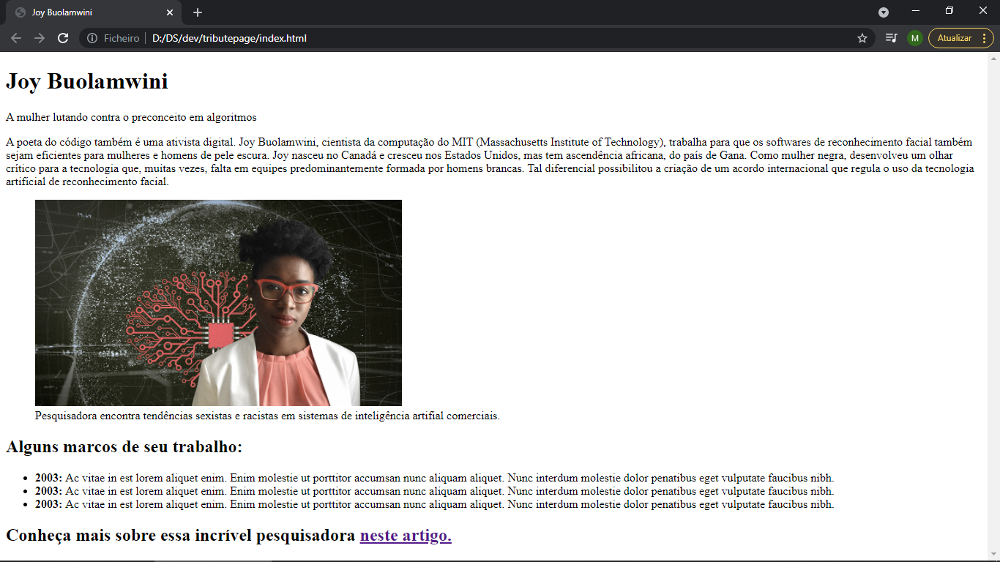 Joy Buolamwini
Ficheiro
D:/DS/dev/tributepage/index.html
M
Atualizar
Joy Buolamwini
A mulher lutando contra o preconceito em algoritmos
A poeta do código também é uma ativista digital. Joy Buolamwini, cientista da computação do MIT (Massachusetts Institute of Technology), trabalha para que os softwares de reconhecimento facial também
sejam eficientes para mulheres e homens de pele escura. Joy nasceu no Canadá e cresceu nos Estados Unidos, mas tem ascendência africana, do país de Gana. Como mulher negra, desenvolveu um olhar
crítico para a tecnologia que, muitas vezes, falta em equipes predominantemente formada por homens brancas. Tal diferencial possibilitou a criação de um acordo internacional que regula o uso da tecnologia
artificial de reconhecimento facial.
Pesquisadora encontra tendências sexistas e racistas em sistemas de inteligência artifial comerciais.
Alguns marcos de seu trabalho:
• 2003: Ac vitae in est lorem aliquet enim. Enim molestie ut porttitor accumsan nunc aliquam aliquet. Nunc interdum molestie dolor penatibus eget vulputate faucibus nibh.
• 2003: Ac vitae in est lorem aliquet enim. Enim molestie ut porttitor accumsan nunc aliquam aliquet. Nunc interdum molestie dolor penatibus eget vulputate faucibus nibh.
• 2003: Ac vitae in est lorem aliquet enim. Enim molestie ut porttitor accumsan nunc aliquam aliquet. Nunc interdum molestie dolor penatibus eget vulputate faucibus nibh.
Conheça mais sobre essa incrível pesquisadora neste artigo.